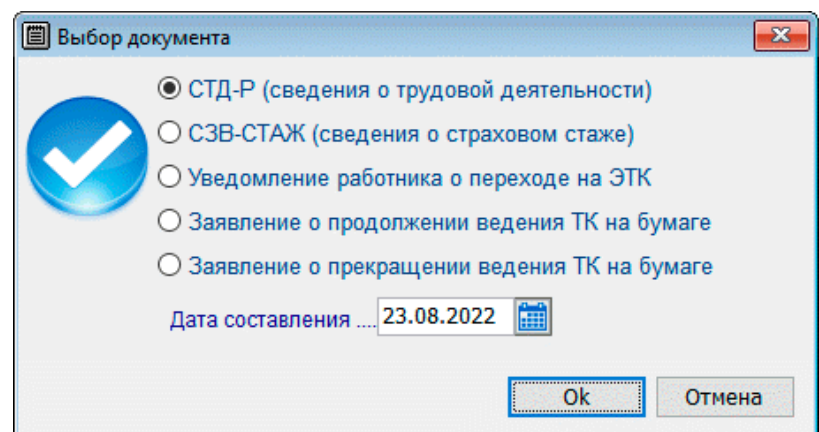 Выбор документа
СТД-Р (сведения о трудовой деятельности)
СЗВ-СТАЖ (сведения о страховом стаже)
Уведомление работника о переходе на ЭТК
Заявление о продолжении ведения ТК на бумаге
Заявление о прекращении ведения ТК на бумаге
Дата составления .... 23.08.2022
Ok Отмена